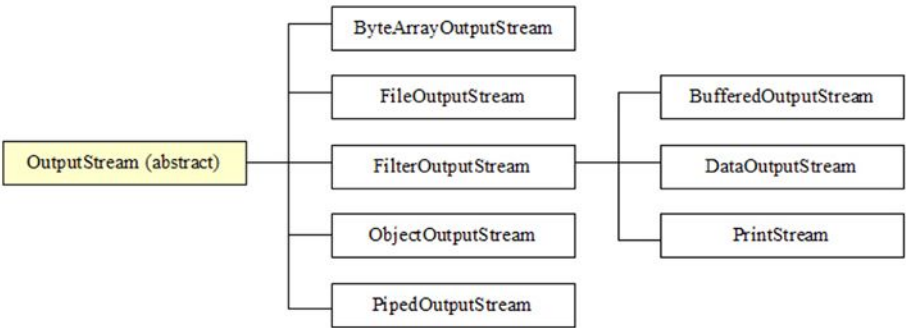 ByteArrayOutputStream
FileOutputStream
BufferedOutputStream
OutputStream (abstract)
FilterOutputStream
DataOutputStream
ObjectOutputStream
PrintStream
PipedOutputStream